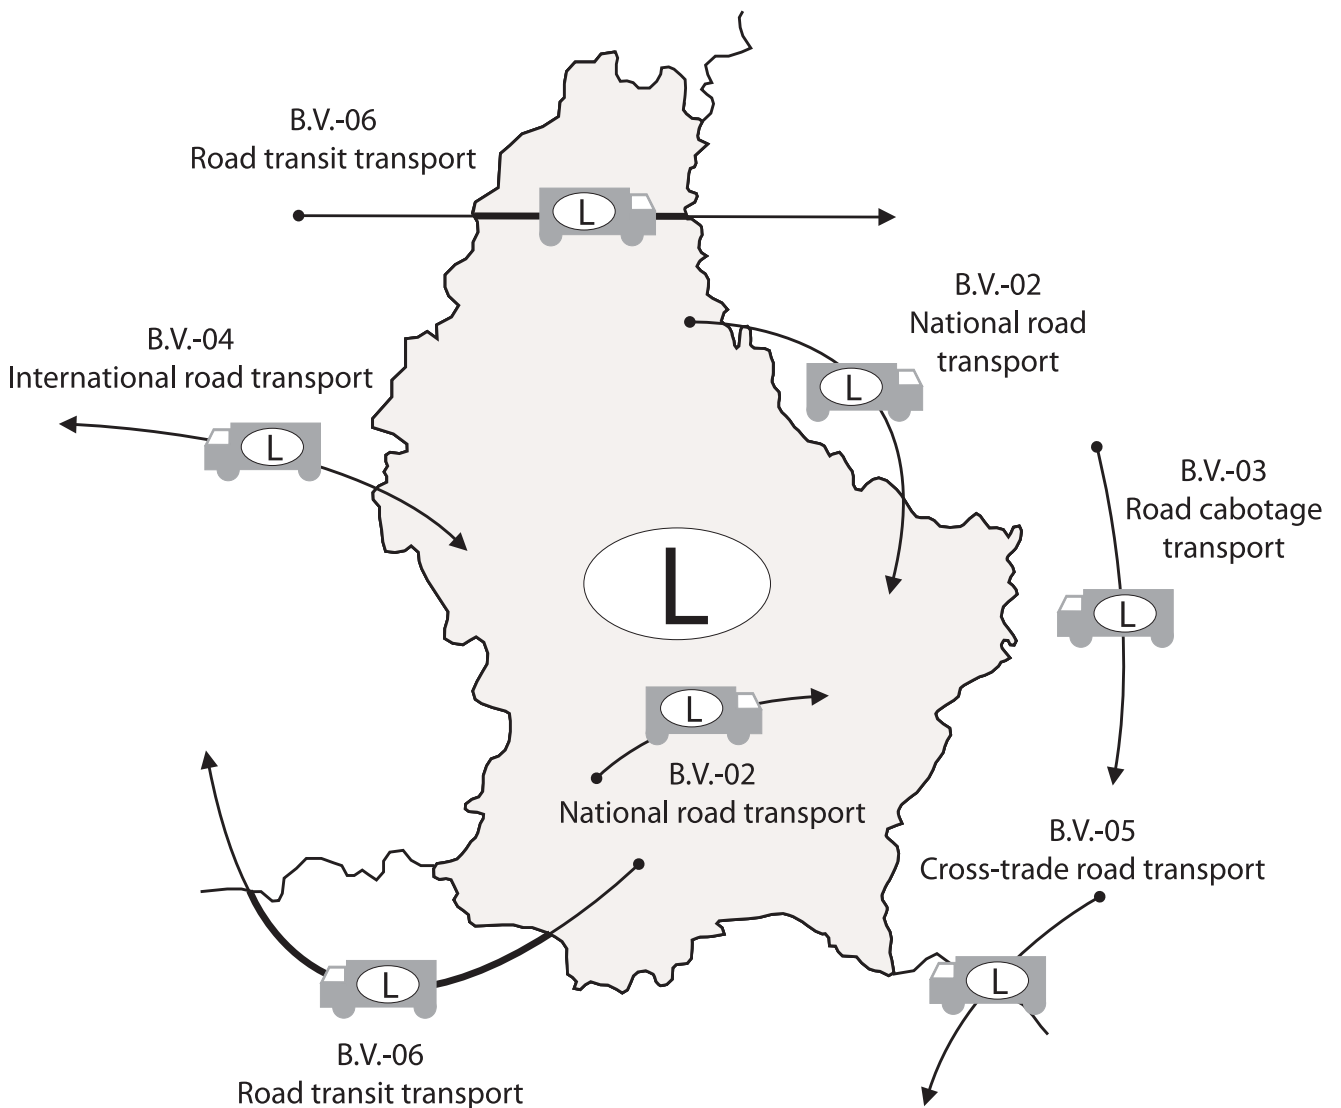 B.V.-06
Road transit transport
L
B.V.-02
National road
transport
L
B.V.-04
International road transport
L
B.V.-03
Road cabotage
transport
L
L
L
B.V.-02
National road transport
B.V.-05
Cross-trade road transport
L
L
B.V.-06
Road transit transport